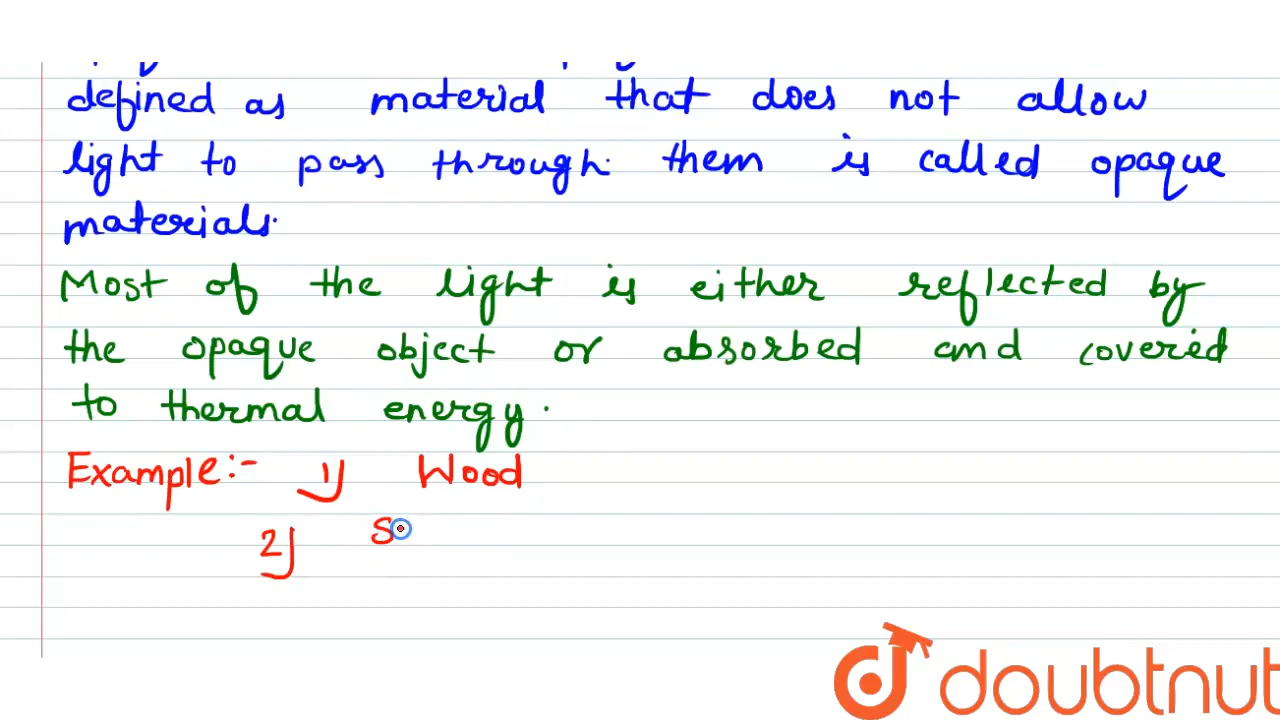 defined as material that does not allow
light to pass through. them is called opaque
materials.
Most of the light is either reflected by
the opaque object or absorbed and covered
to thermal energy.
Example:- 1) Wood
2) S
doubtnut